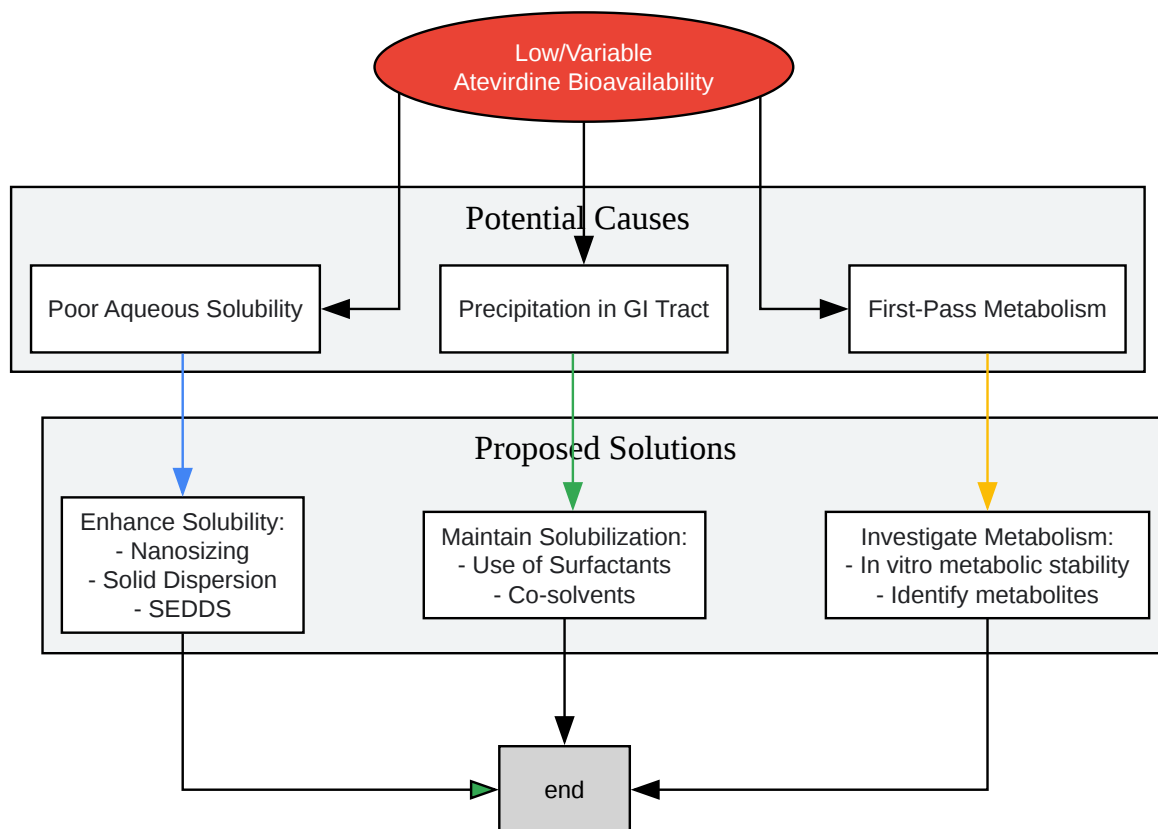 Low/Variable
Atevirdine Bioavailability
Potential Causes
Poor Aqueous Solubility
Precipitation in GI Tract
First-Pass Metabolism
Proposed Solutions
Enhance Solubility:
- Nanosizing
- Solid Dispersion
- SEDDS
Maintain Solubilization:
- Use of Surfactants
- Co-solvents
Investigate Metabolism:
- In vitro metabolic stability
- Identify metabolites
end